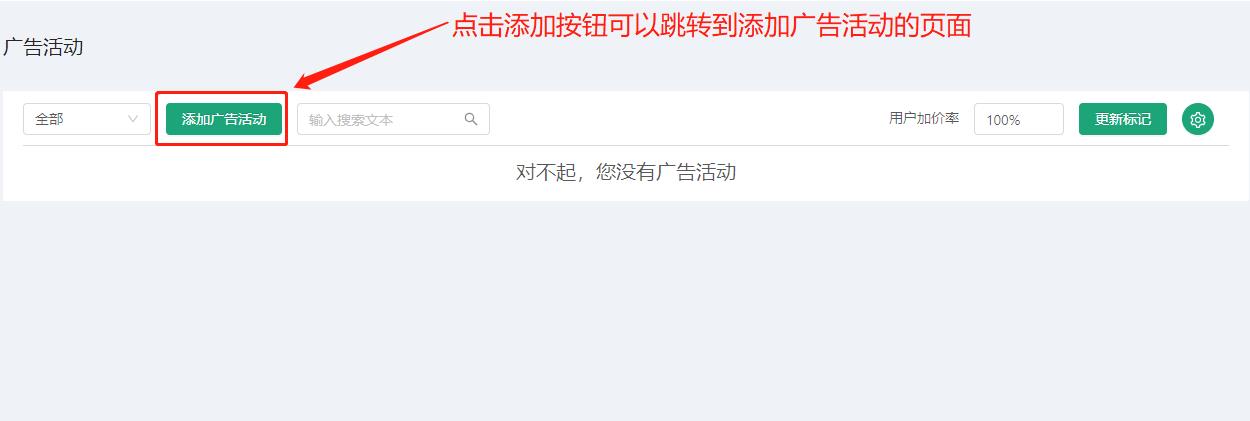 点击添加按钮可以跳转到添加广告活动的页面
广告活动
全部 添加广告活动 输入搜索文本 用户加价率 100% 更新标记
对不起，您没有广告活动